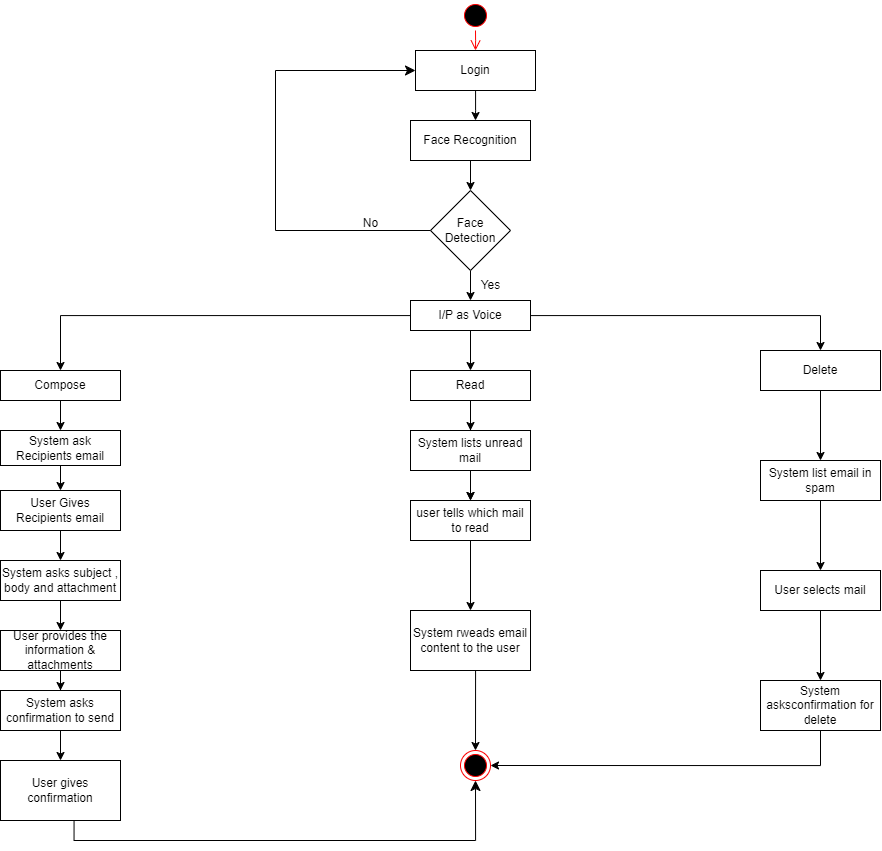 Login
Face Recognition
Face
Detection
No
Yes
I/P as Voice
Compose
Read
Delete
System ask
Recipients email
System lists unread
mail
System list email in
spam
User Gives
Recipients email
user tells which mail
to read
System asks subject ,
body and attachment
User selects mail
User provides the
information &
attachments
System rweads email
content to the user
System asks
confirmation to send
System
asksconfirmation for
delete
User gives
confirmation